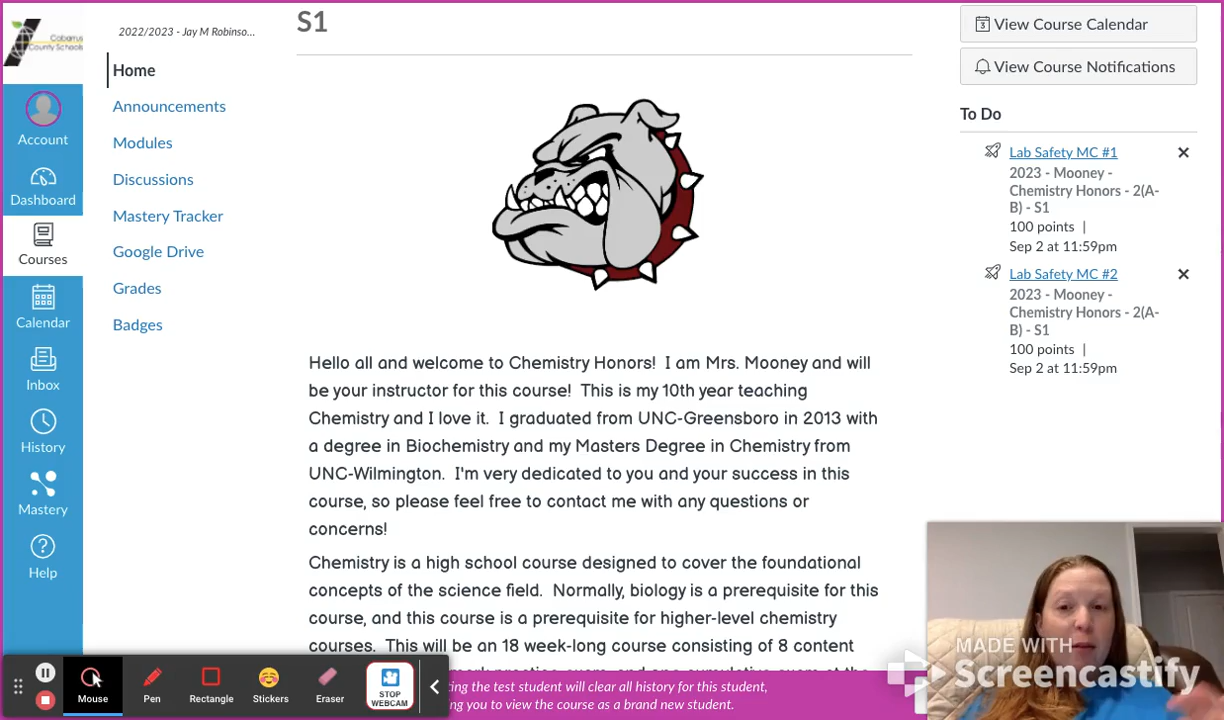 Cabarrus
County Schools
Account
Dashboard
Courses
Calendar
Inbox
History
Mastery
Help
2022/2023 - Jay M Robinso...
Home
Announcements
Modules
Discussions
Mastery Tracker
Google Drive
Grades
Badges
S1
Hello all and welcome to Chemistry Honors! I am Mrs. Mooney and will
be your instructor for this course! This is my 10th year teaching
Chemistry and I love it. I graduated from UNC-Greensboro in 2013 with
a degree in Biochemistry and my Masters Degree in Chemistry from
UNC-Wilmington. I'm very dedicated to you and your success in this
course, so please feel free to contact me with any questions or
concerns!
Chemistry is a high school course designed to cover the foundational
concepts of the science field. Normally, biology is a prerequisite for this
course, and this course is a prerequisite for higher-level chemistry
courses. This will be an 18 week-long course consisting of 8 content
View Course Calendar
View Course Notifications
To Do
Lab Safety MC #1
2023 - Mooney -
Chemistry Honors - 2(A-
B) - S1
100 points |
Sep 2 at 11:59pm
Lab Safety MC #2
2023 - Mooney -
Chemistry Honors - 2(A-
B) - S1
100 points |
Sep 2 at 11:59pm
Mouse
Pen
Rectangle
Stickers
Eraser
STOP
WEBCAM
the test student will clear all history for this student,
you to view the course as a brand new student.
MADE WITH
Screencastify